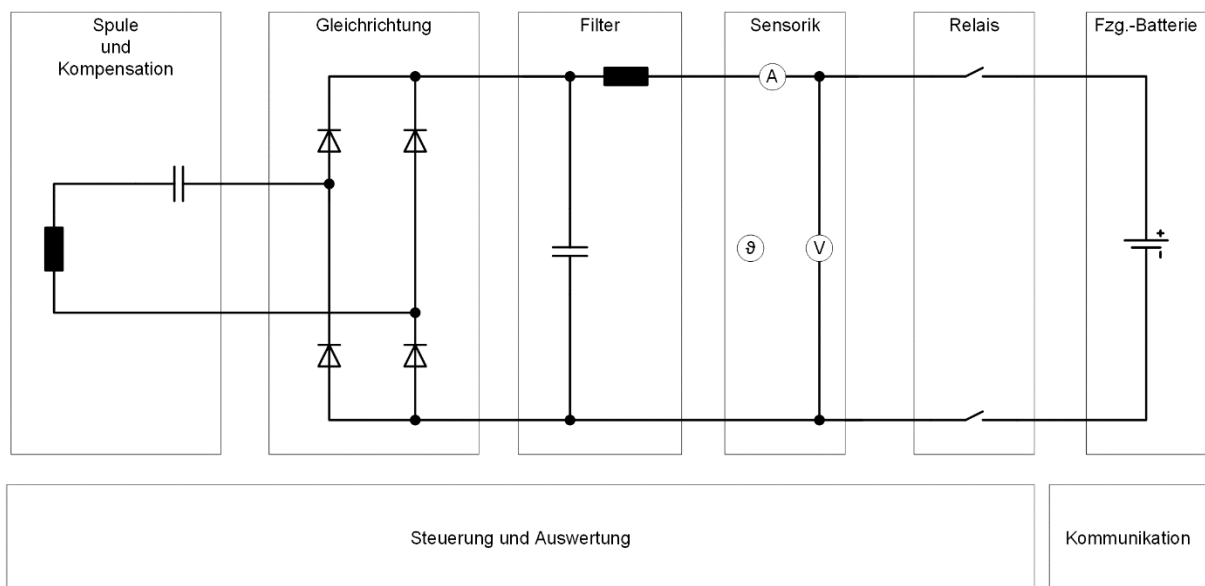 Spule
und
Kompensation
Gleichrichtung
Filter
Sensorik
Relais
Fzg.-Batterie
A
ϑ
V
+
Steuerung und Auswertung
Kommunikation